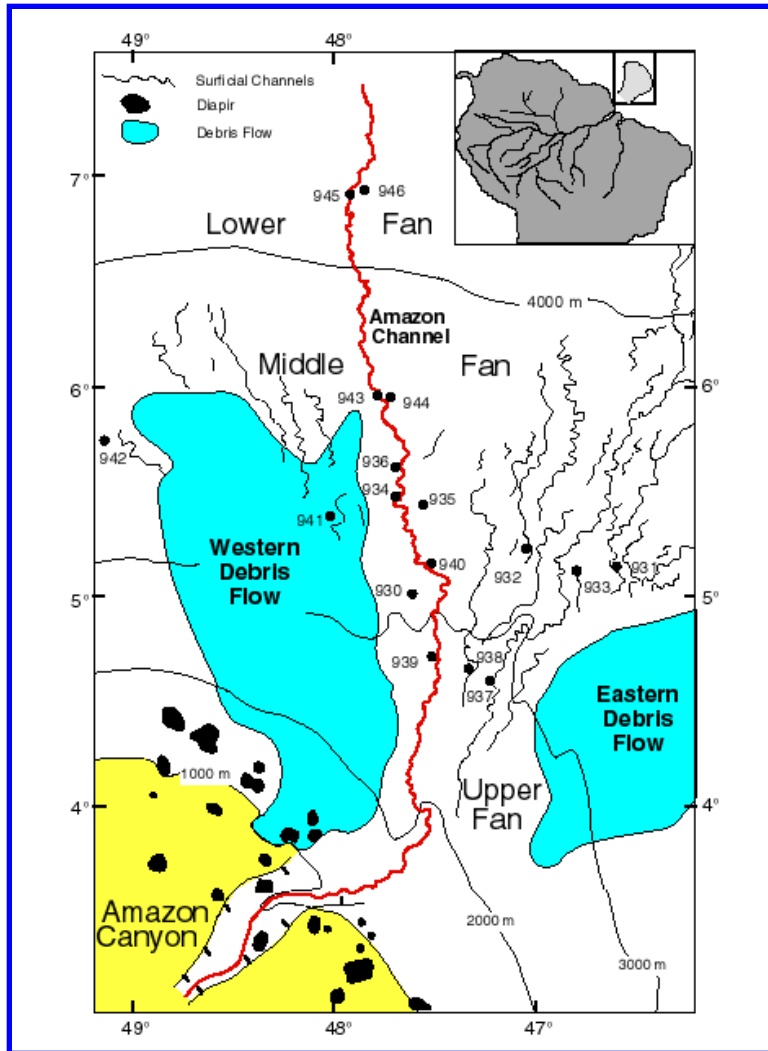 49°
48°
Surficial Channels
Diapir
Debris Flow
7°
945
946
Lower
Fan
4000 m
Amazon
Channel
Middle
Fan
6°
6°
943
944
942
936
934
935
941
Western
Debris
Flow
940
932
933
931
930
5°
5°
939
938
937
Eastern
Debris
Flow
1000 m
4°
Upper
Fan
4°
Amazon
Canyon
2000 m
3000 m
49°
48°
47°